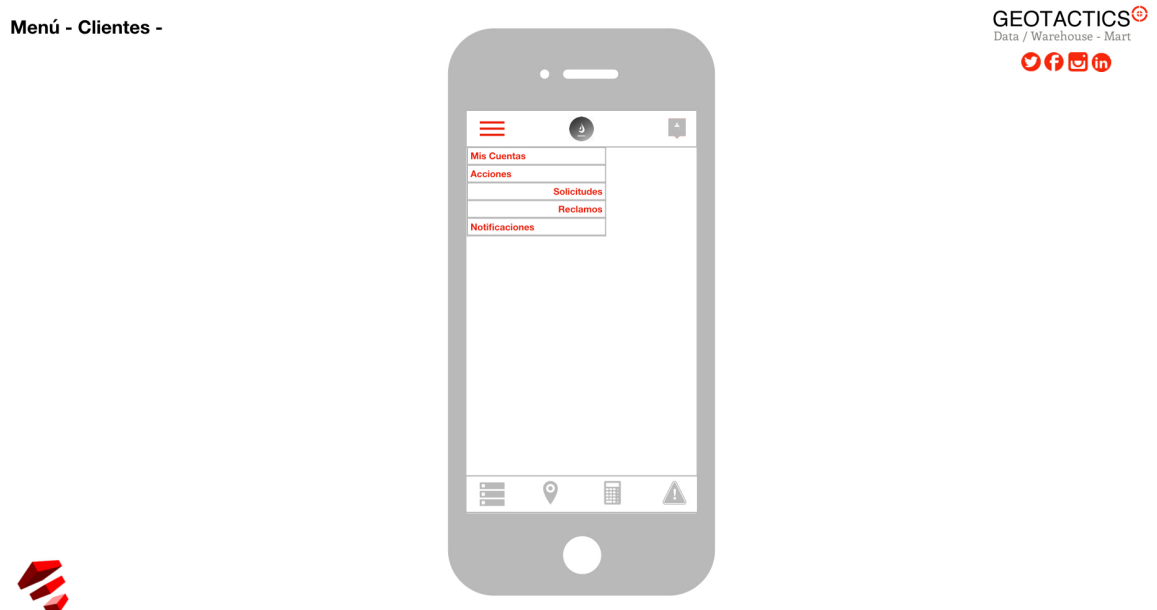 Menú - Clientes -
GEOTACTICS
Data / Warehouse - Mart
Mis Cuentas
Acciones
Solicitudes
Reclamos
Notificaciones